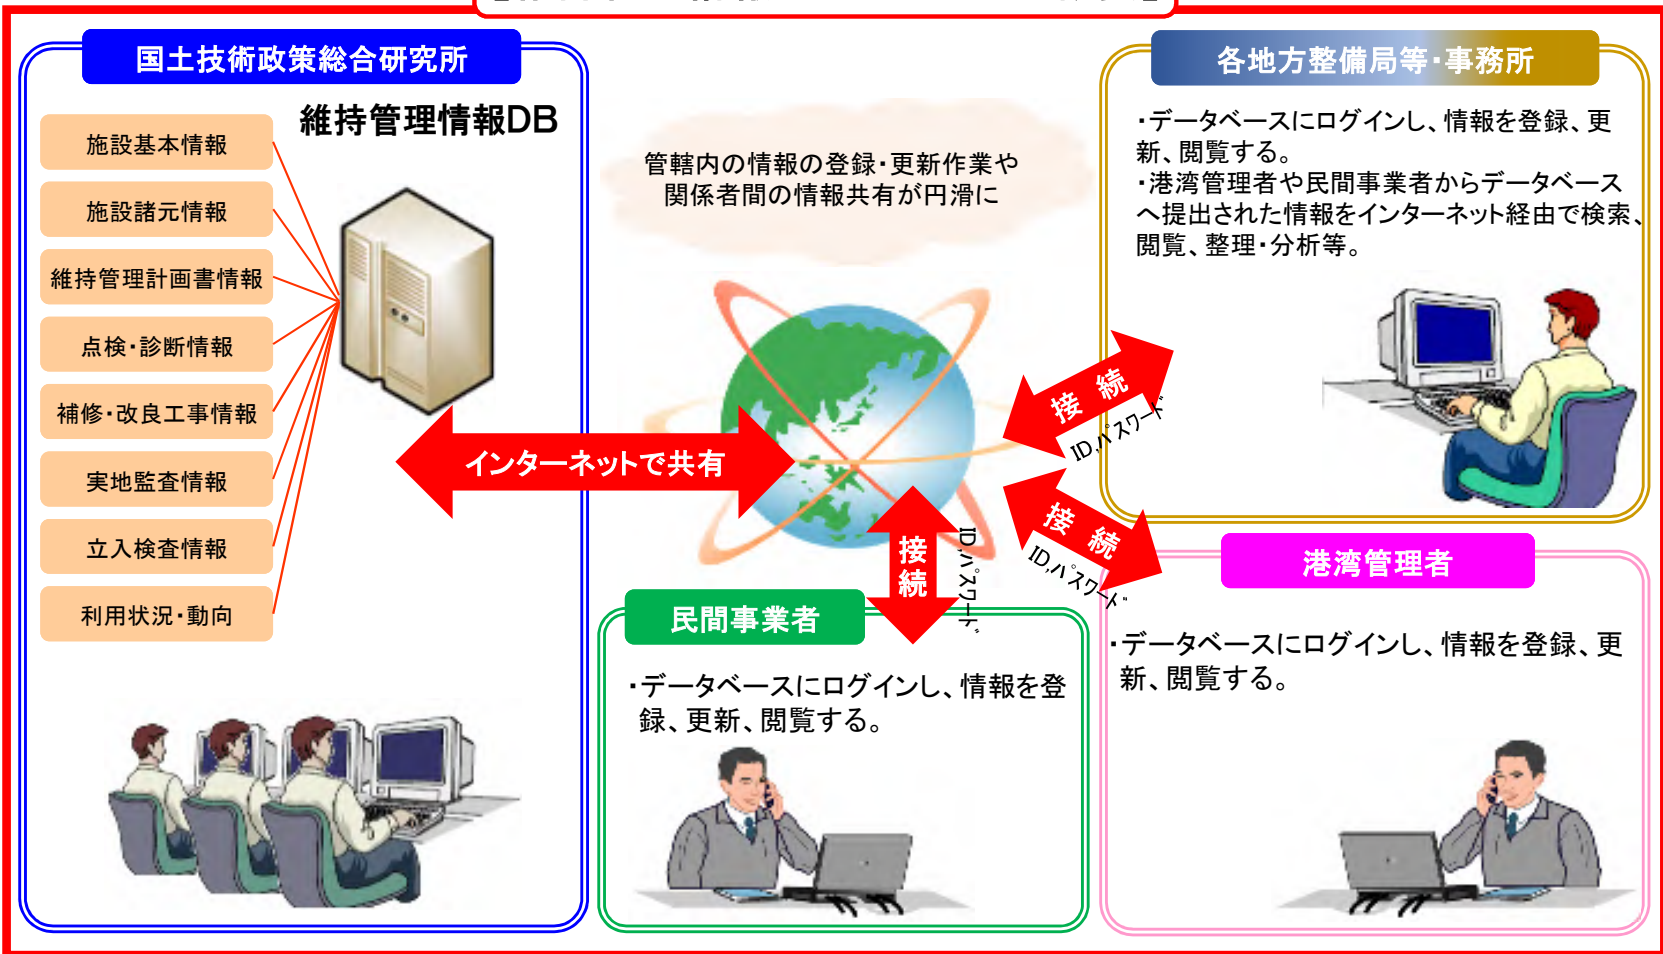 国土技術政策総合研究所
維持管理情報DB
施設基本情報
施設諸元情報
維持管理計画書情報
点検・診断情報
補修・改良工事情報
実地監査情報
立入検査情報
利用状況・動向
管轄内の情報の登録・更新作業や
関係者間の情報共有が円滑に
インターネットで共有
各地方整備局等・事務所
・データベースにログインし、情報を登録、更
新、閲覧する。
・港湾管理者や民間事業者からデータベース
へ提出された情報をインターネット経由で検索、
閲覧、整理・分析等。
接 続
ID,パスワード
接 続
ID,パスワード
接
続
ID,パスワード
民間事業者
・データベースにログインし、情報を登
録、更新、閲覧する。
港湾管理者
・データベースにログインし、情報を登録、更
新、閲覧する。